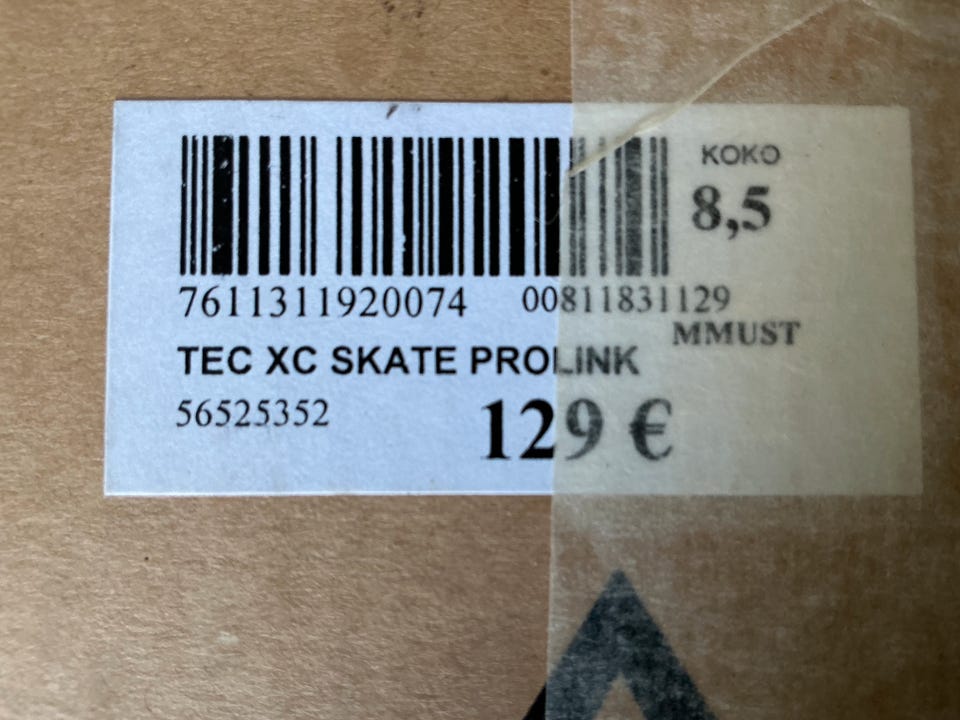 KOKO
8,5
7611311920074 00811831129
MMUST
TEC XC SKATE PROLINK
56525352 129 €